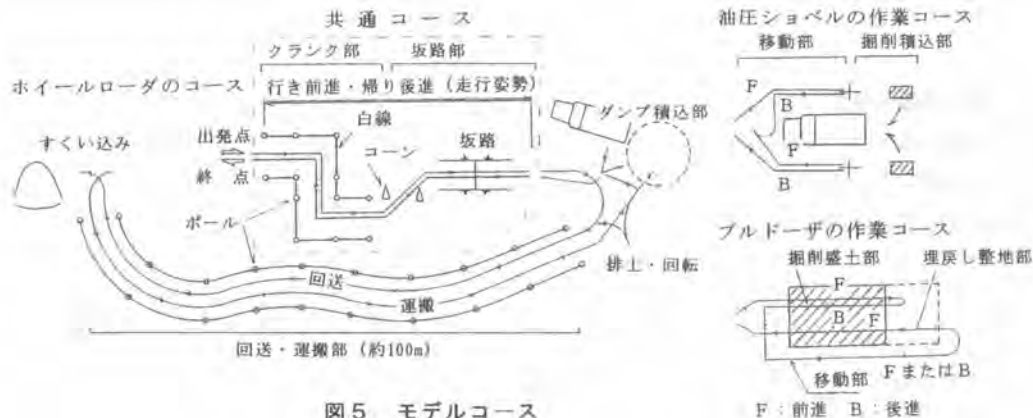 共通コース
クランク部
坂路部
ホイールローダのコース
行き前進・帰り後進(走行姿勢)
白線
すくい込み
出発点
終点
コーン
坂路
ダンプ積込部
ポール
回送
運搬
排土・回転
回送・運搬部(約100m)
図5 モデルコース
油圧ショベルの作業コース
移動部
掘削積込部
F
B
F
B
ブルドーザの作業コース
掘削盛土部
埋戻し整地部
F
B
F
移動部
FまたはB
F:前進 B:後進